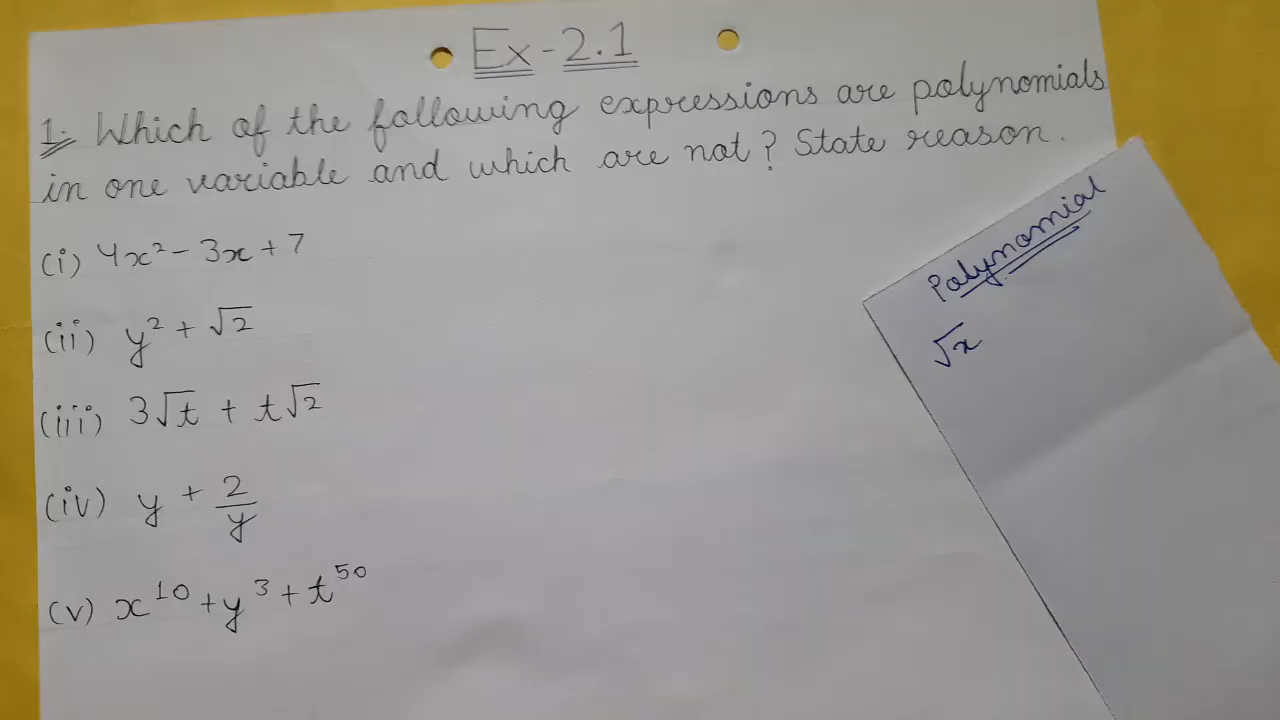 Ex-2.1
1. Which of the following expressions are polynomials
in one variable and which are not? State reason.
(i) 4x² - 3x + 7
(ii) y² + √2
(iii) 3√t + t√2
(iv) y + 2/y
(v) x¹⁰ + y³ + t⁵⁰
Polynomial
√x